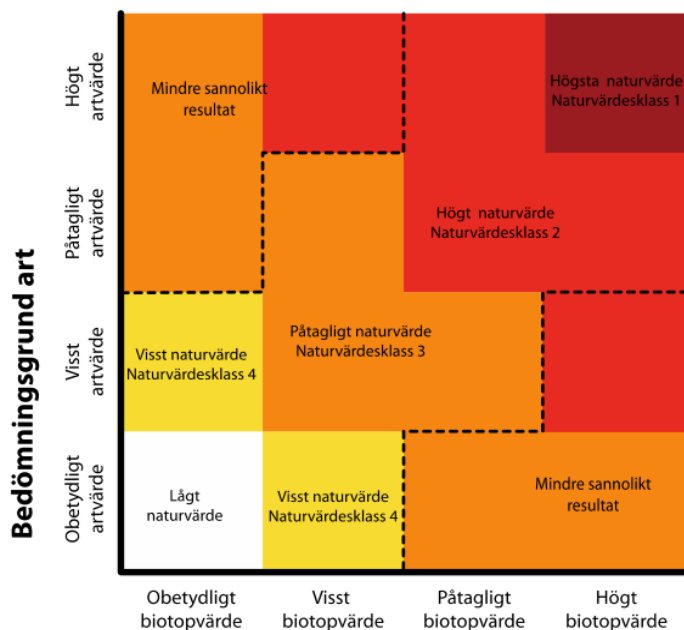 Bedömningsgrund art
Högt
artvärde
Påtagligt
artvärde
Visst
artvärde
Obetydligt
artvärde
Mindre sannolikt
resultat
Högsta naturvärde
Naturvärdesklass 1
Högt naturvärde
Naturvärdesklass 2
Påtagligt naturvärde
Naturvärdesklass 3
Visst naturvärde
Naturvärdesklass 4
Lågt
naturvärde
Visst naturvärde
Naturvärdesklass 4
Mindre sannolikt
resultat
Obetydligt
biotopvärde
Visst
biotopvärde
Påtagligt
biotopvärde
Högt
biotopvärde